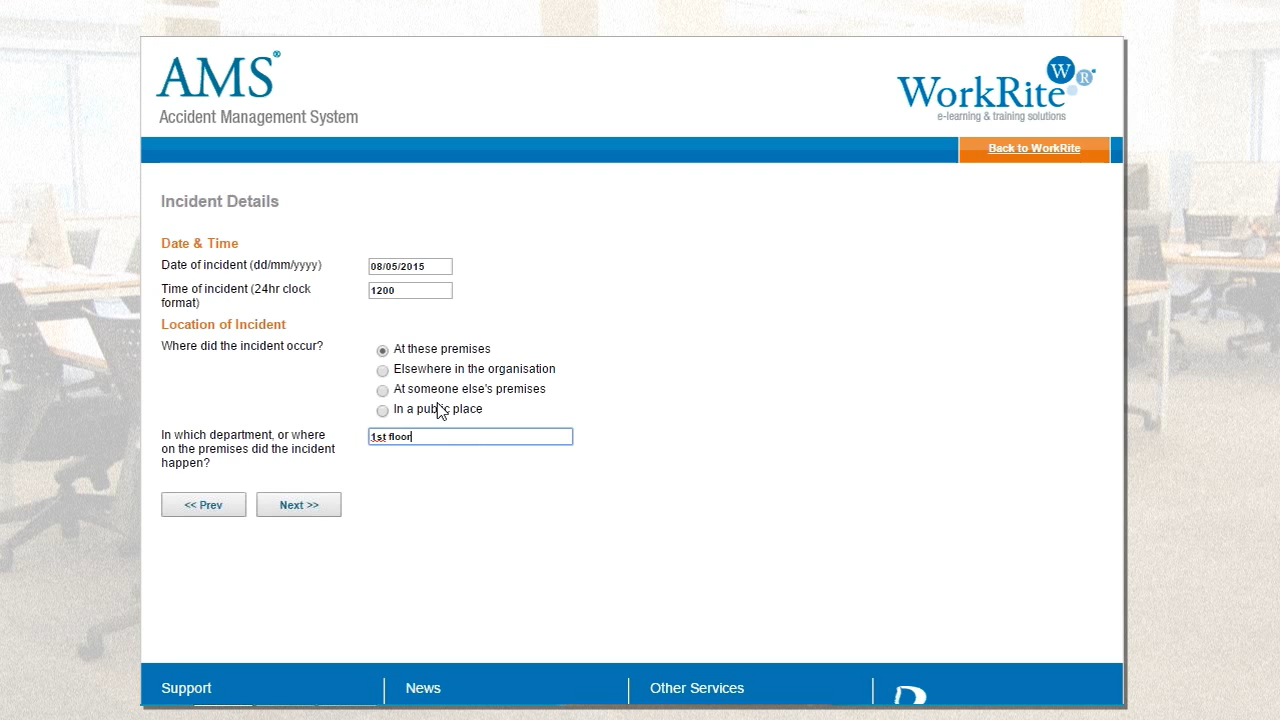 AMS®
Accident Management System
WorkRite W R
e-learning & training solutions
Back to WorkRite
Incident Details
Date & Time
Date of incident (dd/mm/yyyy)
08/05/2015
Time of incident (24hr clock
format)
1200
Location of Incident
Where did the incident occur?
At these premises
Elsewhere in the organisation
At someone else's premises
In a public place
In which department, or where
on the premises did the incident
happen?
1st floor
<< Prev
Next >>
Support
News
Other Services